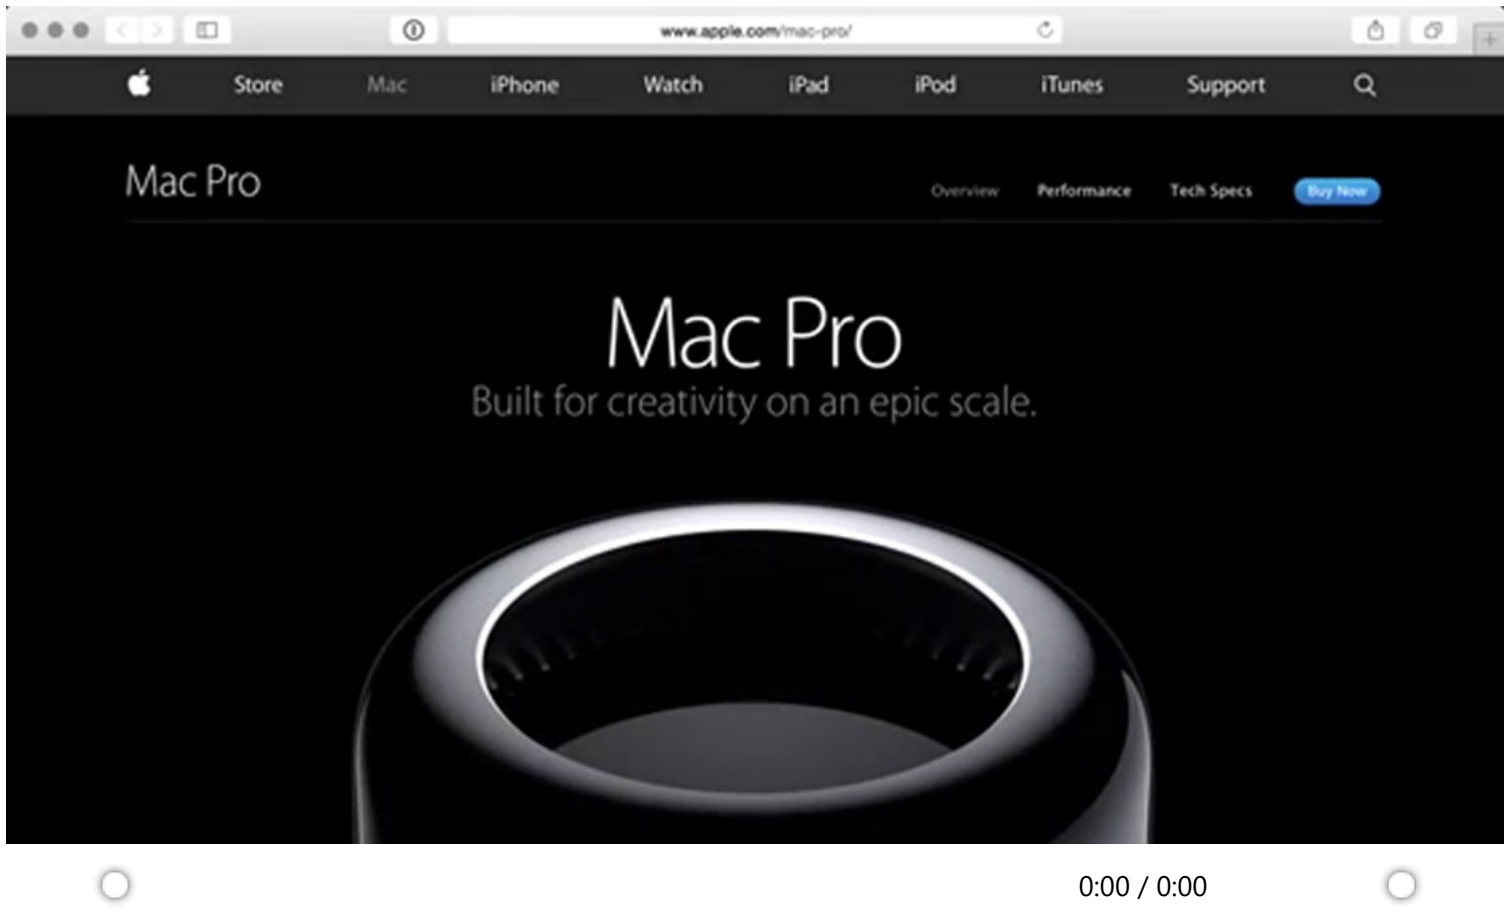 www.apple.com/mac-pro/
Store Mac iPhone Watch iPad iPod iTunes Support
Mac Pro
Overview Performance Tech Specs Buy Now
Mac Pro
Built for creativity on an epic scale.
0:00 / 0:00